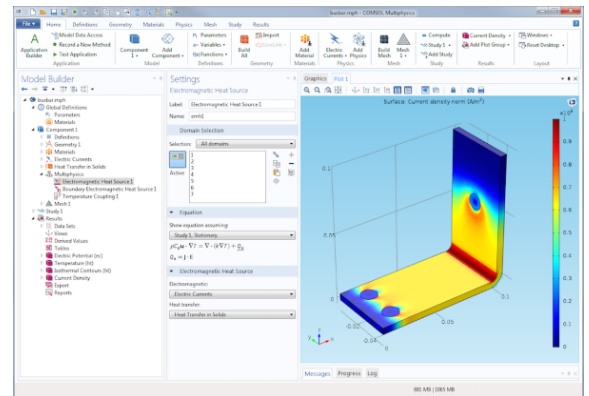 busbar.mph - COMSOL Multiphysics
File Home Definitions Geometry Materials Physics Mesh Study Results
Application Builder
Model Data Access
Record a New Method
Test Application
Application
Component 1
Add Component
Model
Parameters
Variables
Functions
Definitions
Build All
Import
LiveLink
Geometry
Add Material
Materials
Electric Currents
Add Physics
Physics
Build Mesh
Mesh 1
Mesh
Compute
Study 1
Add Study
Study
Current Density
Add Plot Group
Results
Windows
Reset Desktop
Layout
Model Builder
busbar.mph
Global Definitions
Parameters
Materials
Component 1
Definitions
Geometry 1
Materials
Electric Currents
Heat Transfer in Solids
Multiphysics
Electromagnetic Heat Source 1
Boundary Electromagnetic Heat Source 1
Temperature Coupling 1
Mesh 1
Study 1
Results
Data Sets
Views
Derived Values
Tables
Electric Potential (ec)
Temperature (ht)
Isothermal Contours (ht)
Current Density
Export
Reports
Settings
Electromagnetic Heat Source
Label: Electromagnetic Heat Source 1
Name: emh1
Domain Selection
Selection: All domains
Active
1
2
3
4
5
6
7
Equation
Show equation assuming:
Study 1, Stationary
Electromagnetic Heat Source
Electromagnetic:
Electric Currents
Heat transfer:
Heat Transfer in Solids
Graphics Plot 1
Surface: Current density norm (A/m²)
0.1
0.05
0
-0.02
-0.04
0
0.05
0.1
y z x
0.9
0.8
0.7
0.6
0.5
0.4
0.3
0.2
0.1
0
Messages Progress Log